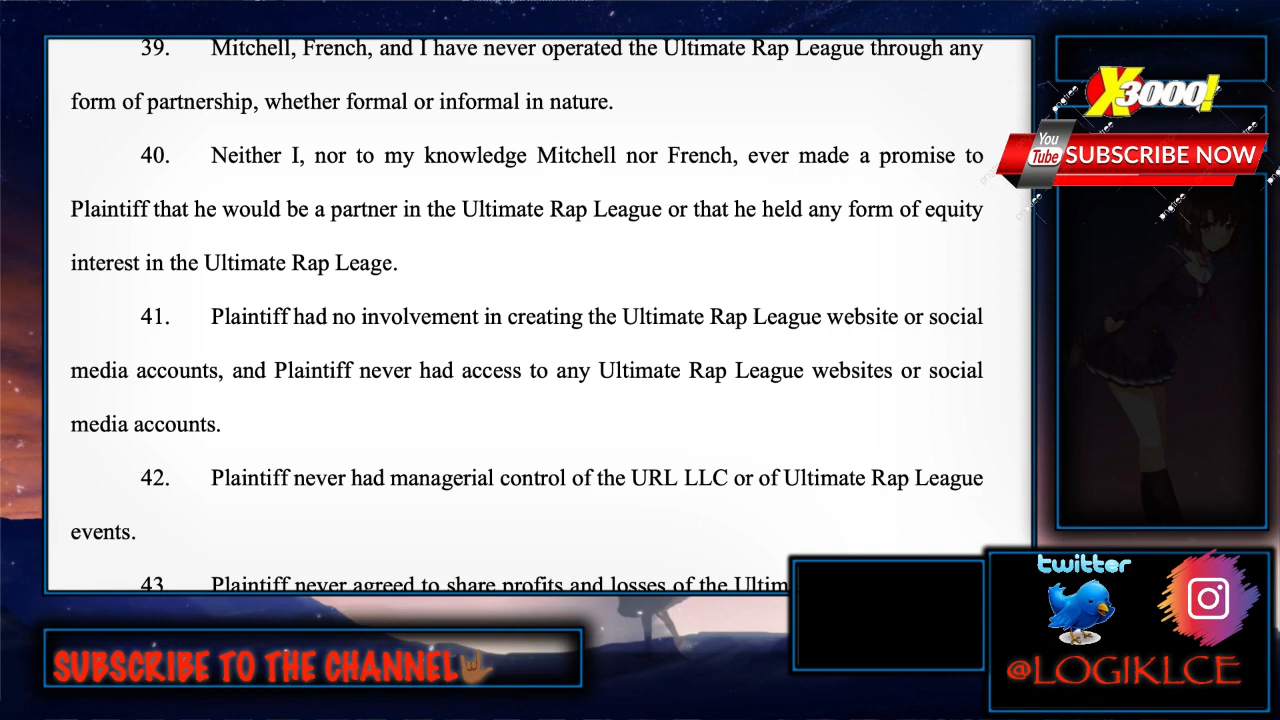 39. Mitchell, French, and I have never operated the Ultimate Rap League through any
form of partnership, whether formal or informal in nature.
40. Neither I, nor to my knowledge Mitchell nor French, ever made a promise to
Plaintiff that he would be a partner in the Ultimate Rap League or that he held any form of equity
interest in the Ultimate Rap Leage.
41. Plaintiff had no involvement in creating the Ultimate Rap League website or social
media accounts, and Plaintiff never had access to any Ultimate Rap League websites or social
media accounts.
42. Plaintiff never had managerial control of the URL LLC or of Ultimate Rap League
events.
43. Plaintiff never agreed to share profits and losses of the Ultim
X3000!
You
Tube
SUBSCRIBE NOW
pngtree
pngtree
pngtree
pngtree
twitter
@LOGIKLCE
SUBSCRIBE TO THE CHANNEL